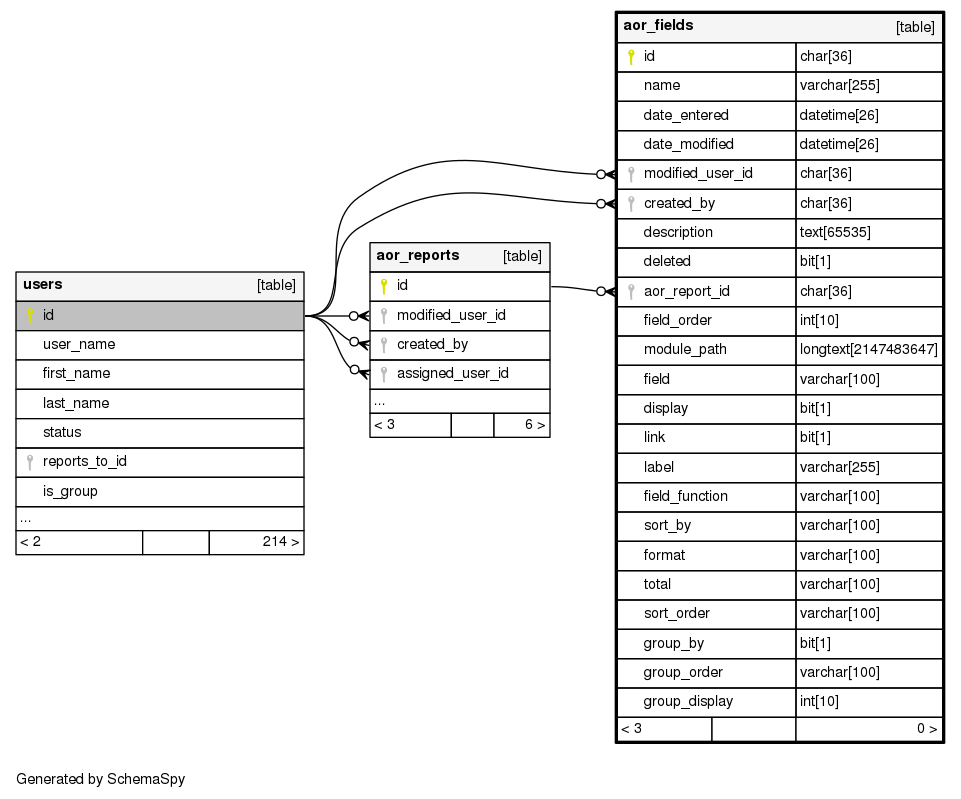 aor_fields [table]
id char[36]
name varchar[255]
date_entered datetime[26]
date_modified datetime[26]
modified_user_id char[36]
created_by char[36]
description text[65535]
deleted bit[1]
aor_report_id char[36]
field_order int[10]
module_path longtext[2147483647]
field varchar[100]
display bit[1]
link bit[1]
label varchar[255]
field_function varchar[100]
sort_by varchar[100]
format varchar[100]
total varchar[100]
sort_order varchar[100]
group_by bit[1]
group_order varchar[100]
group_display int[10]
< 3 0 >
aor_reports [table]
id
modified_user_id
created_by
assigned_user_id
...
< 3 6 >
users [table]
id
user_name
first_name
last_name
status
reports_to_id
is_group
...
< 2 214 >
Generated by SchemaSpy